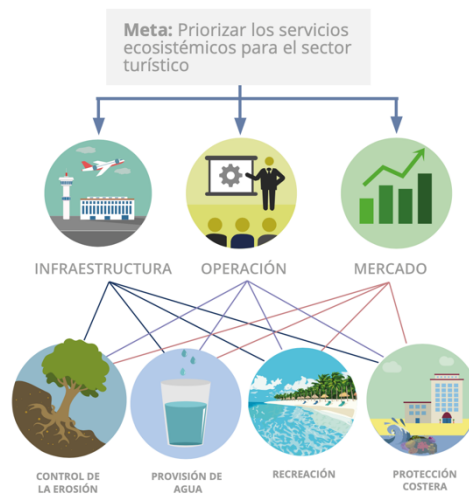 Meta: Priorizar los servicios
ecosistémicos para el sector
turístico
INFRAESTRUCTURA
OPERACIÓN
MERCADO
CONTROL DE
LA EROSIÓN
PROVISIÓN DE
AGUA
RECREACIÓN
PROTECCIÓN
COSTERA